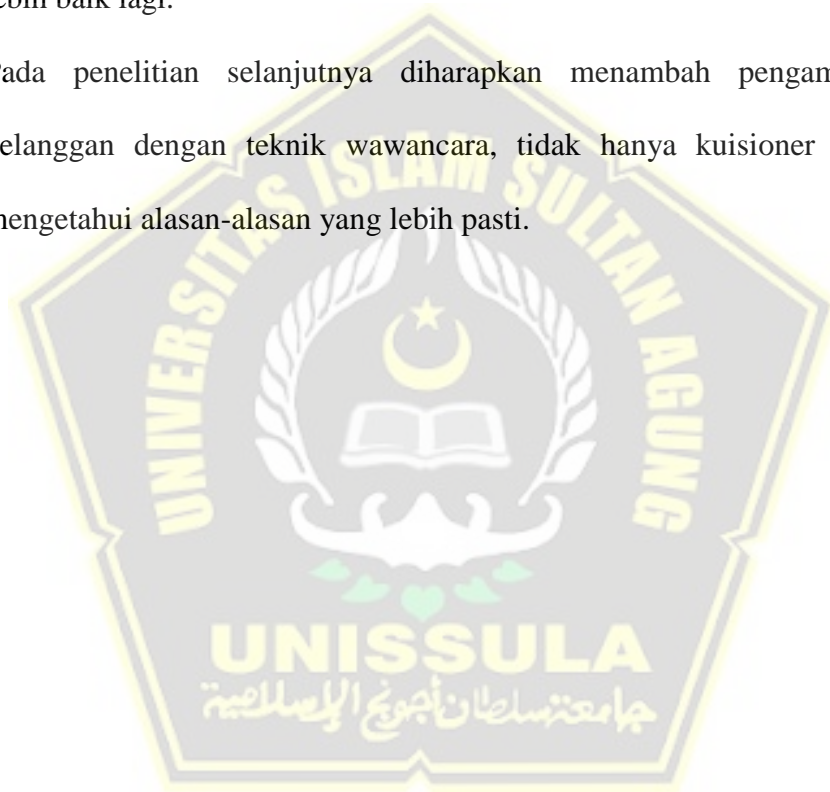 ebih baik lagi.
ada penelitian selanjutnya diharapkan menambah pengam
elanggan dengan teknik wawancara, tidak hanya kuisioner
mengetahui alasan-alasan yang lebih pasti.
UNIVERSITAS ISLAM SULTAN AGUNG
UNISSULA
جامعة سلطان أجونج الإسلامية